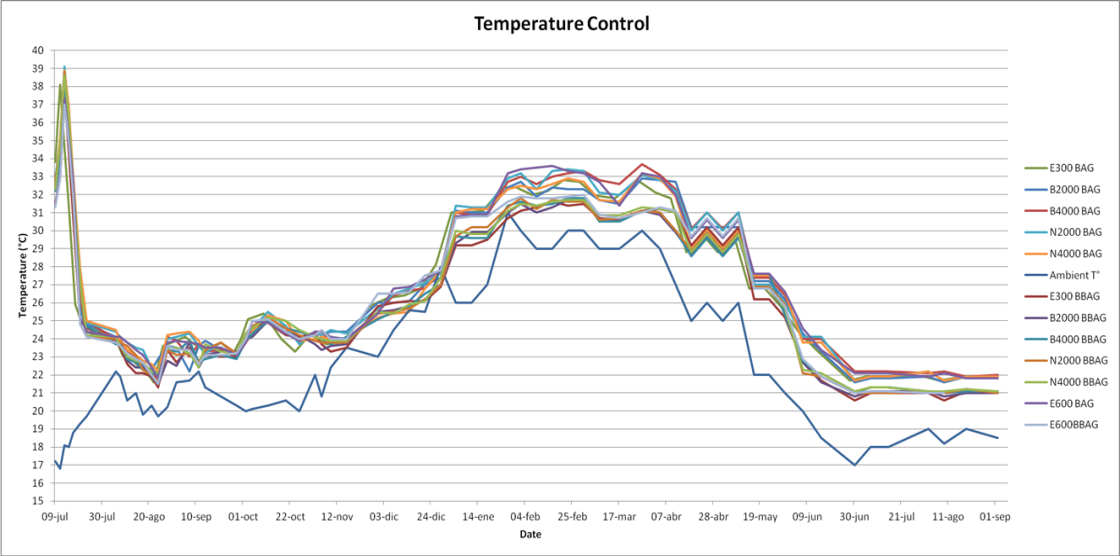 Temperature Control
40
39
38
37
36
35
34
33
32
31
30
29
28
27
26
25
24
23
22
21
20
19
18
17
16
15
Temperature (°C)
09-jul 30-jul 20-ago 10-sep 01-oct 22-oct 12-nov 03-dic 24-dic 14-ene 04-feb 25-feb 17-mar 07-abr 28-abr 19-may 09-jun 30-jun 21-jul 11-ago 01-sep
Date
E300 BAG
B2000 BAG
B4000 BAG
N2000 BAG
N4000 BAG
Ambient T°
E300 BBAG
B2000 BBAG
B4000 BBAG
N2000 BBAG
N4000 BBAG
E600 BAG
E600BBAG